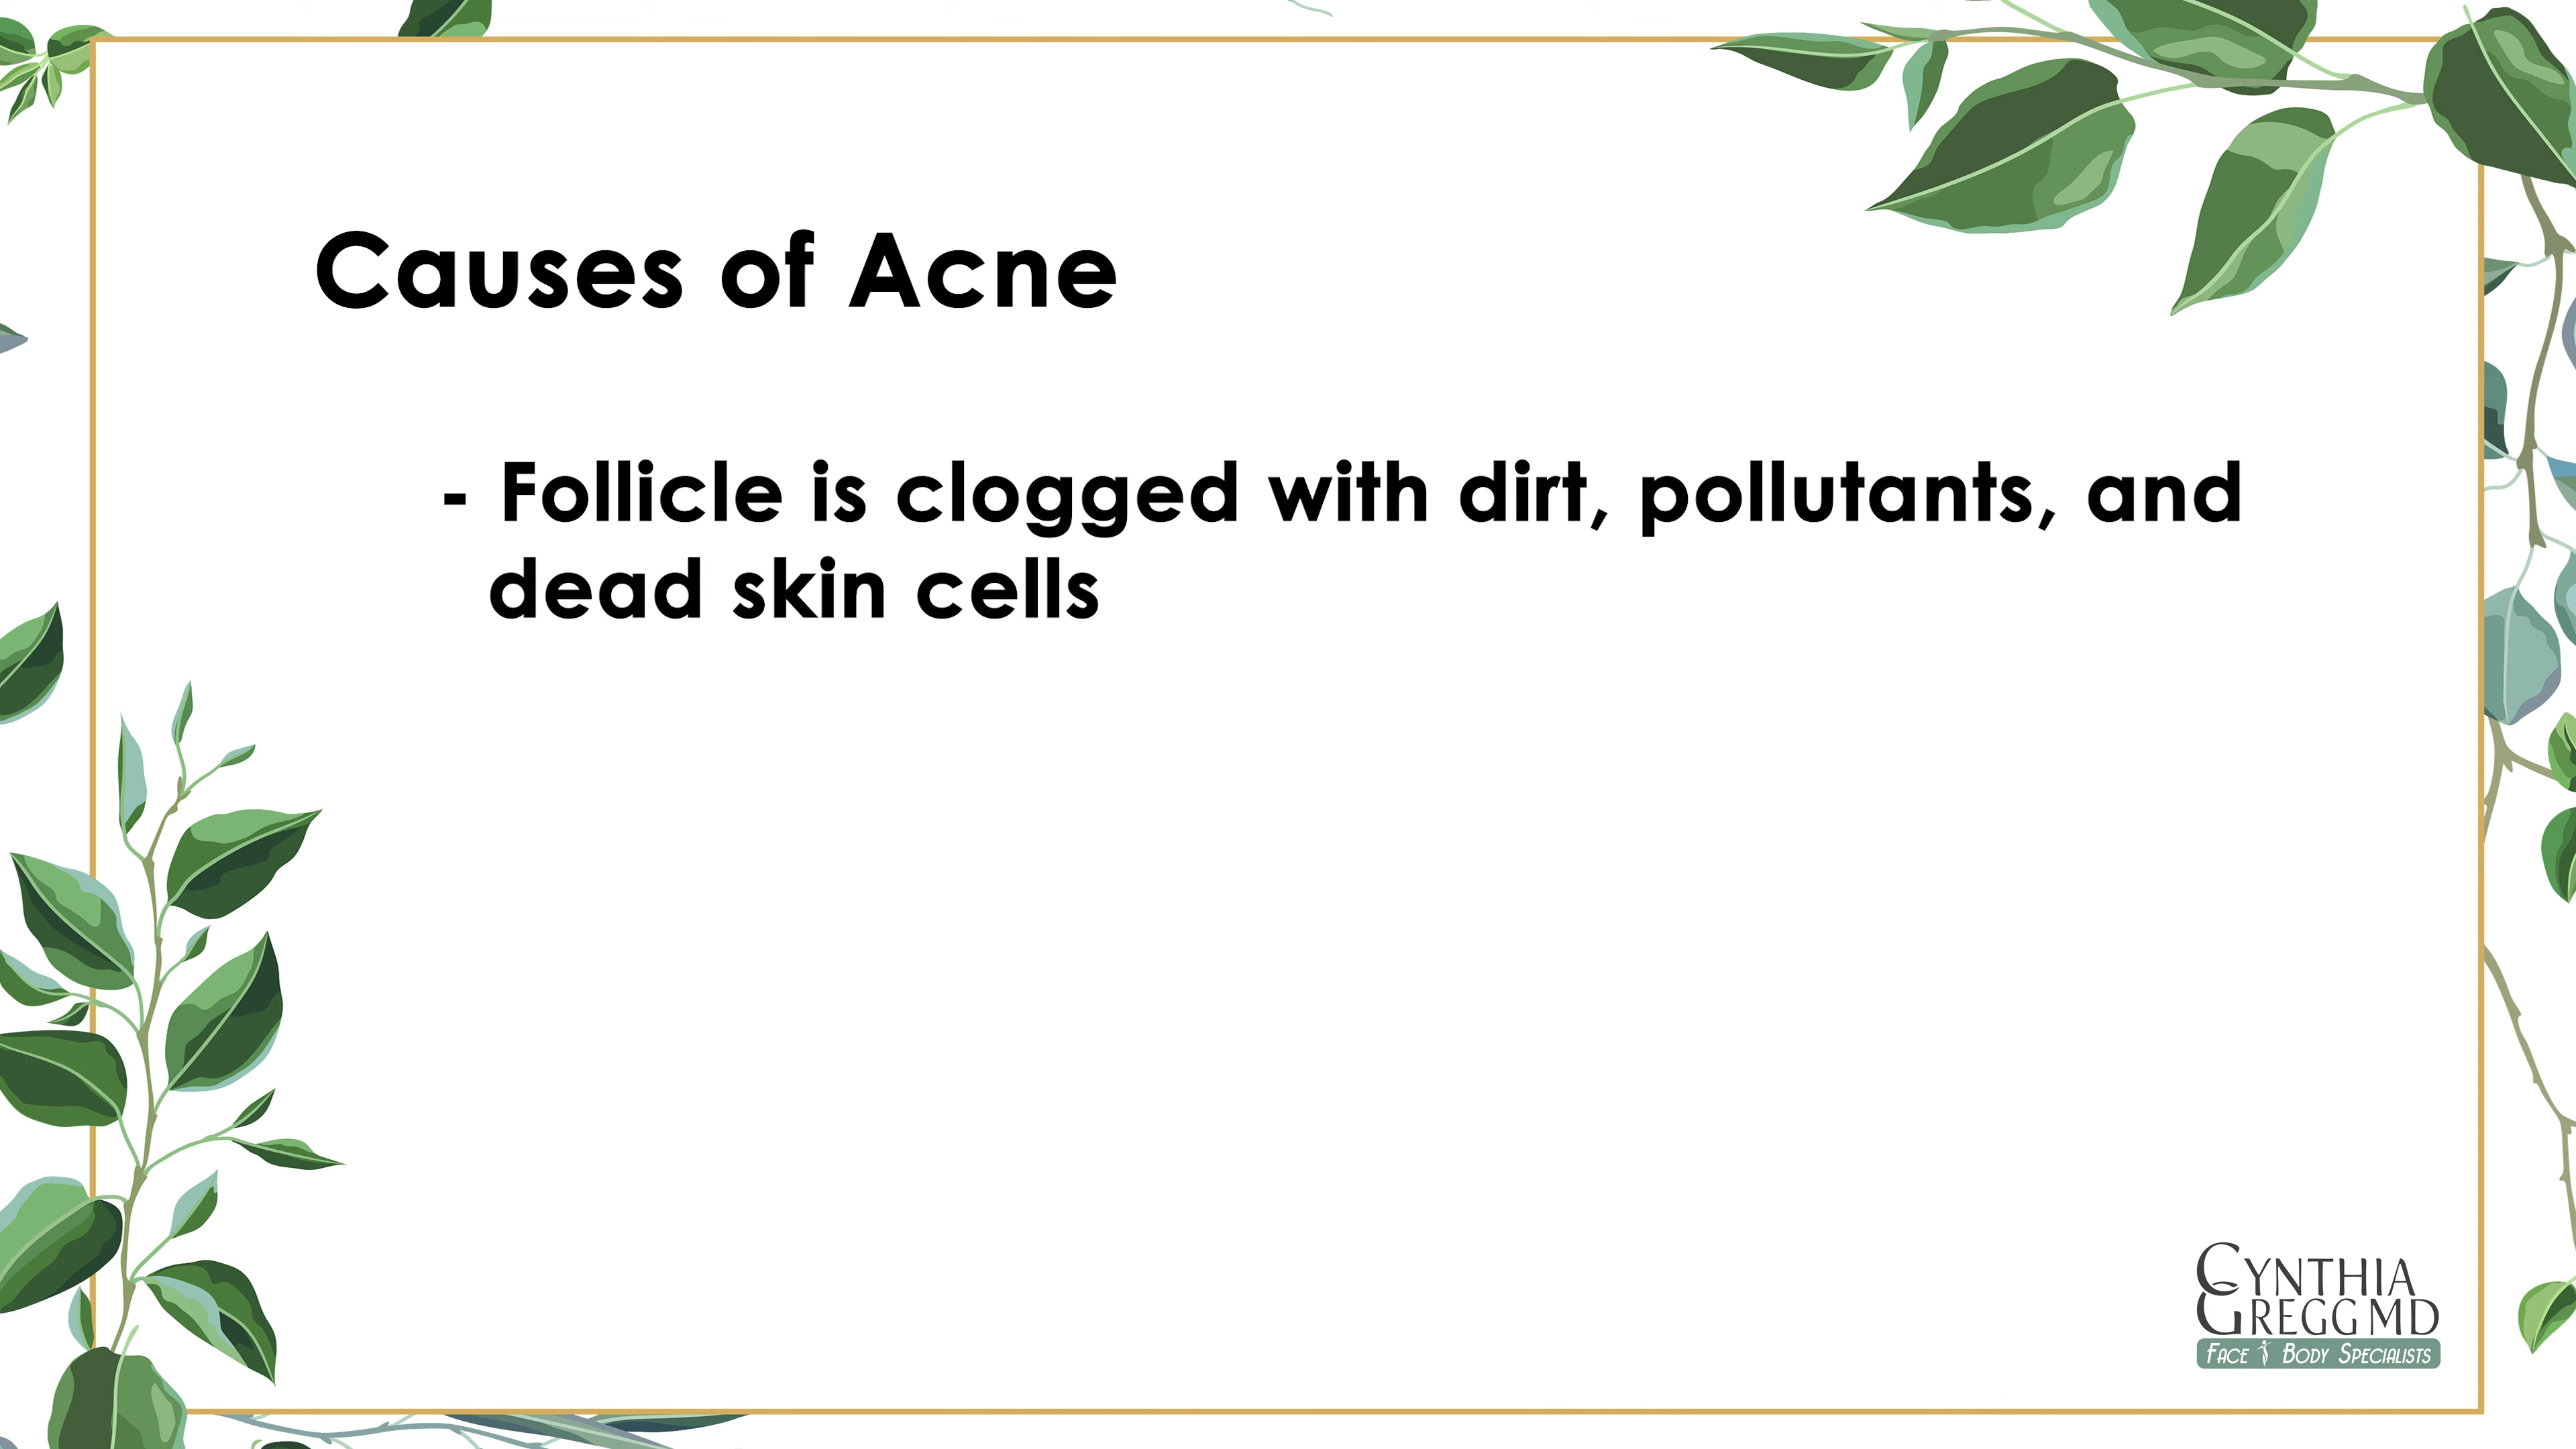 Causes of Acne
- Follicle is clogged with dirt, pollutants, and
dead skin cells
CYNTHIA
GREGG MD
FACE BODY SPECIALISTS